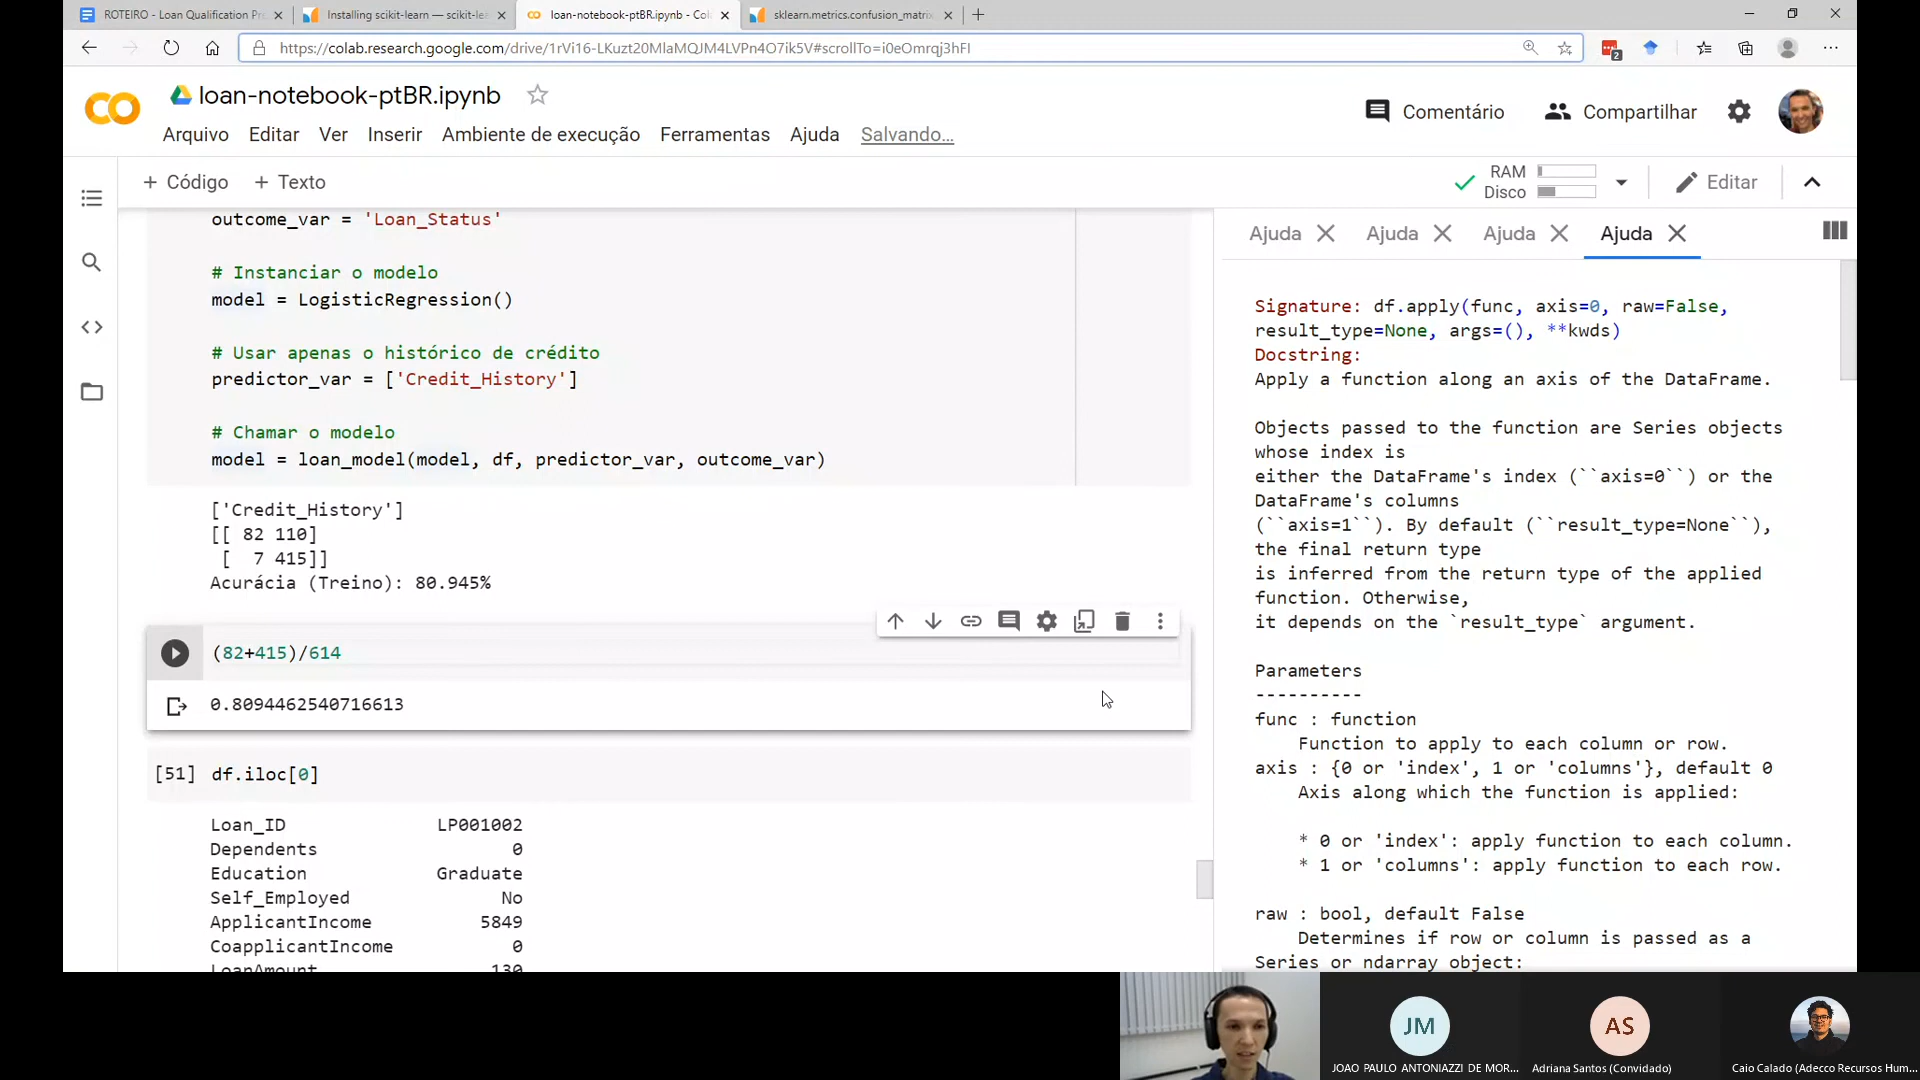 ROTEIRO - Loan Qualification Pr
Installing scikit-learn — scikit-le
loan-notebook-ptBR.ipynb - Col
sklearn.metrics.confusion_matrix
https://colab.research.google.com/drive/1rVi16-LKuzt20MlaMQJM4LVPn4O7ik5V#scrollTo=i0eOmrqj3hFI
2
loan-notebook-ptBR.ipynb
Comentário
Compartilhar
Arquivo Editar Ver Inserir Ambiente de execução Ferramentas Ajuda Salvando...
+ Código + Texto
RAM
Disco
Editar
outcome_var = 'Loan_Status'
# Instanciar o modelo
model = LogisticRegression()
# Usar apenas o histórico de crédito
predictor_var = ['Credit_History']
# Chamar o modelo
model = loan_model(model, df, predictor_var, outcome_var)
['Credit_History']
[[ 82 110]
[ 7 415]]
Acurácia (Treino): 80.945%
(82+415)/614
0.8094462540716613
[51] df.iloc[0]
Loan_ID LP001002
Dependents 0
Education Graduate
Self_Employed No
ApplicantIncome 5849
CoapplicantIncome 0
LoanAmount 130
Ajuda Ajuda Ajuda Ajuda
Signature: df.apply(func, axis=0, raw=False,
result_type=None, args=(), **kwds)
Docstring:
Apply a function along an axis of the DataFrame.
Objects passed to the function are Series objects
whose index is
either the DataFrame's index (``axis=0``) or the
DataFrame's columns
(``axis=1``). By default (``result_type=None``),
the final return type
is inferred from the return type of the applied
function. Otherwise,
it depends on the `result_type` argument.
Parameters
----------
func : function
Function to apply to each column or row.
axis : {0 or 'index', 1 or 'columns'}, default 0
Axis along which the function is applied:
* 0 or 'index': apply function to each column.
* 1 or 'columns': apply function to each row.
raw : bool, default False
Determines if row or column is passed as a
Series or ndarray object:
JM
AS
JOAO PAULO ANTONIAZZI DE MOR...
Adriana Santos (Convidado)
Caio Calado (Adecco Recursos Hum...